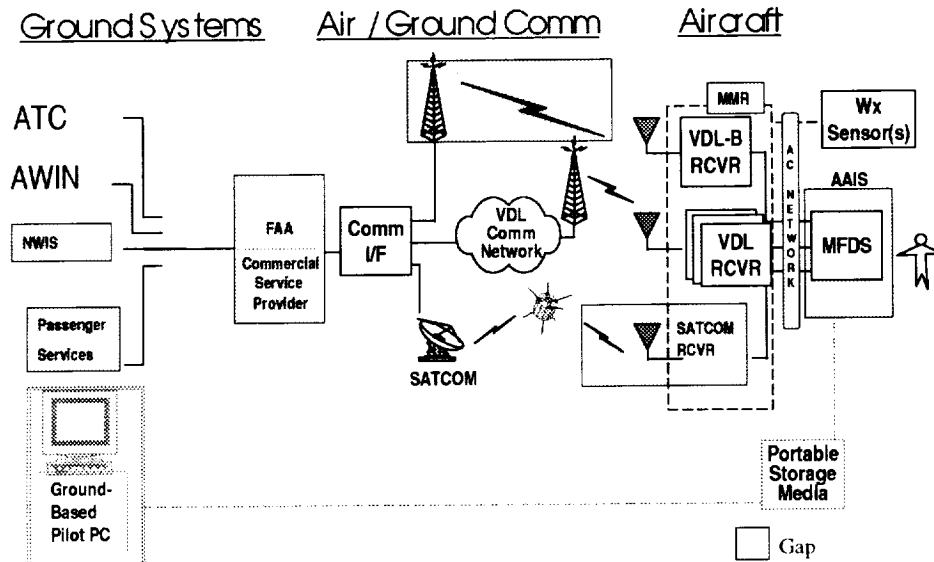 Ground Systems
Air / Ground Comm
Aircraft
ATC
AWIN
NWIS
Passenger
Services
Ground-
Based
Pilot PC
FAA
Commercial
Service
Provider
Comm
I/F
VDL
Comm
Network
SATCOM
MMR
VDL-B
RCVR
VDL
RCVR
SATCOM
RCVR
AC NETWORK
Wx
Sensor(s)
AAIS
MFDS
Portable
Storage
Media
Gap